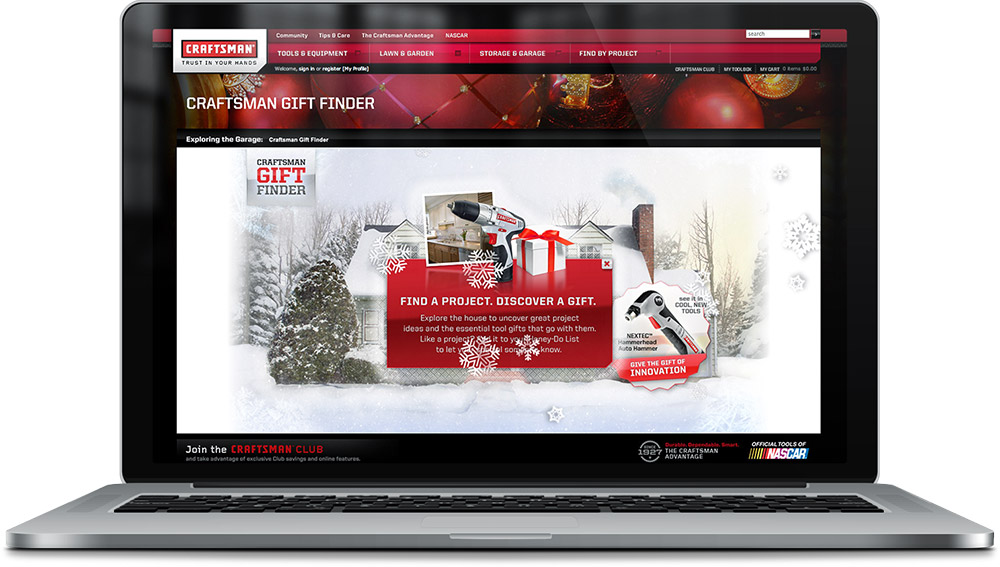 Community Tips & Care The Craftsman Advantage NASCAR
search
CRAFTSMAN
TRUST IN YOUR HANDS
TOOLS & EQUIPMENT LAWN & GARDEN STORAGE & GARAGE FIND BY PROJECT
Welcome, sign in or register [My Profile]
CRAFTSMAN CLUB MY TOOLBOX MY CART 0 items $0.00
CRAFTSMAN GIFT FINDER
Exploring the Garage: Craftsman Gift Finder
CRAFTSMAN
GIFT
FINDER
CRAFTSMAN
FIND A PROJECT. DISCOVER A GIFT.
Explore the house to uncover great project
ideas and the essential tool gifts that go with them.
Like a project? it to Honey-Do List
to let know.
see it in
COOL, NEW
TOOLS
NEXTEC™
Hammerhead
Auto Hammer
GIVE THE GIFT OF
INNOVATION
Join the CRAFTSMAN CLUB
and take advantage of exclusive Club savings and online features.
SINCE
1927
Durable. Dependable. Smart.
THE CRAFTSMAN
ADVANTAGE
OFFICIAL TOOLS OF
NASCAR